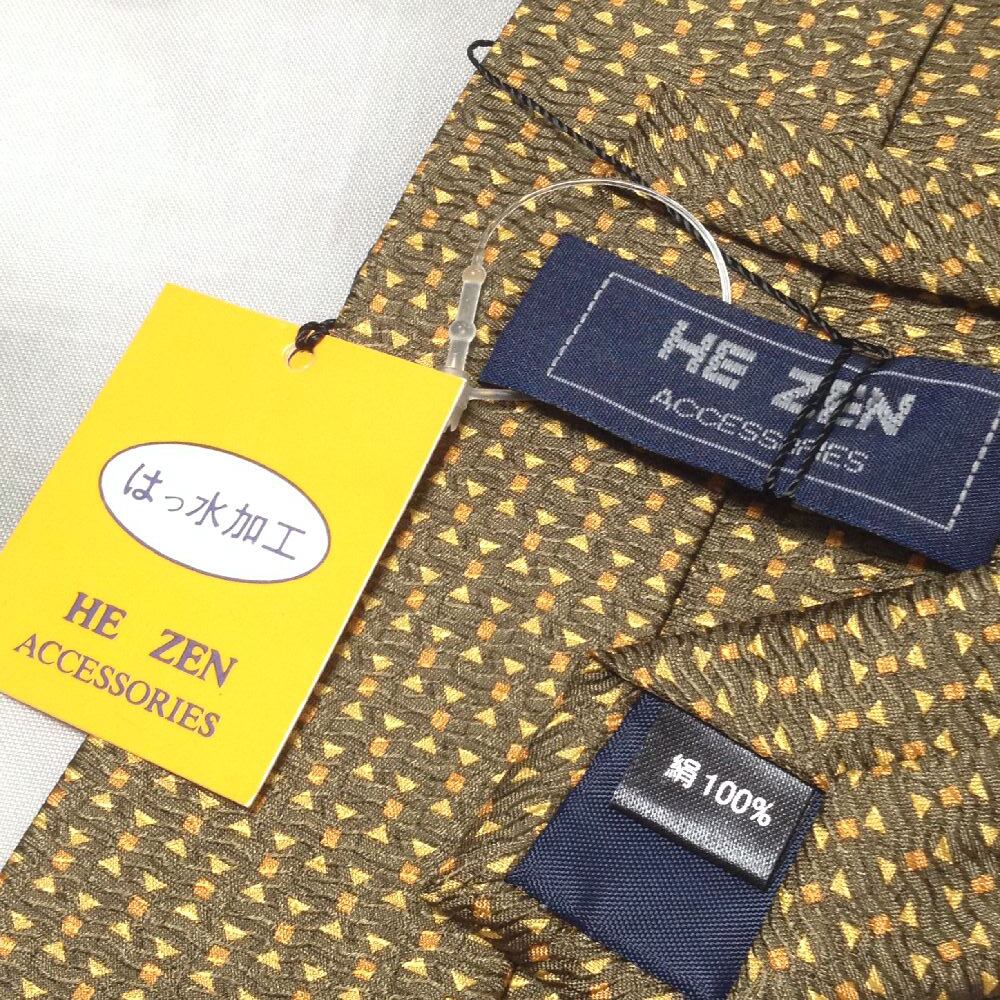 はっ水加工
HE ZEN
ACCESSORIES
HE ZEN
ACCESSORIES
絹100%